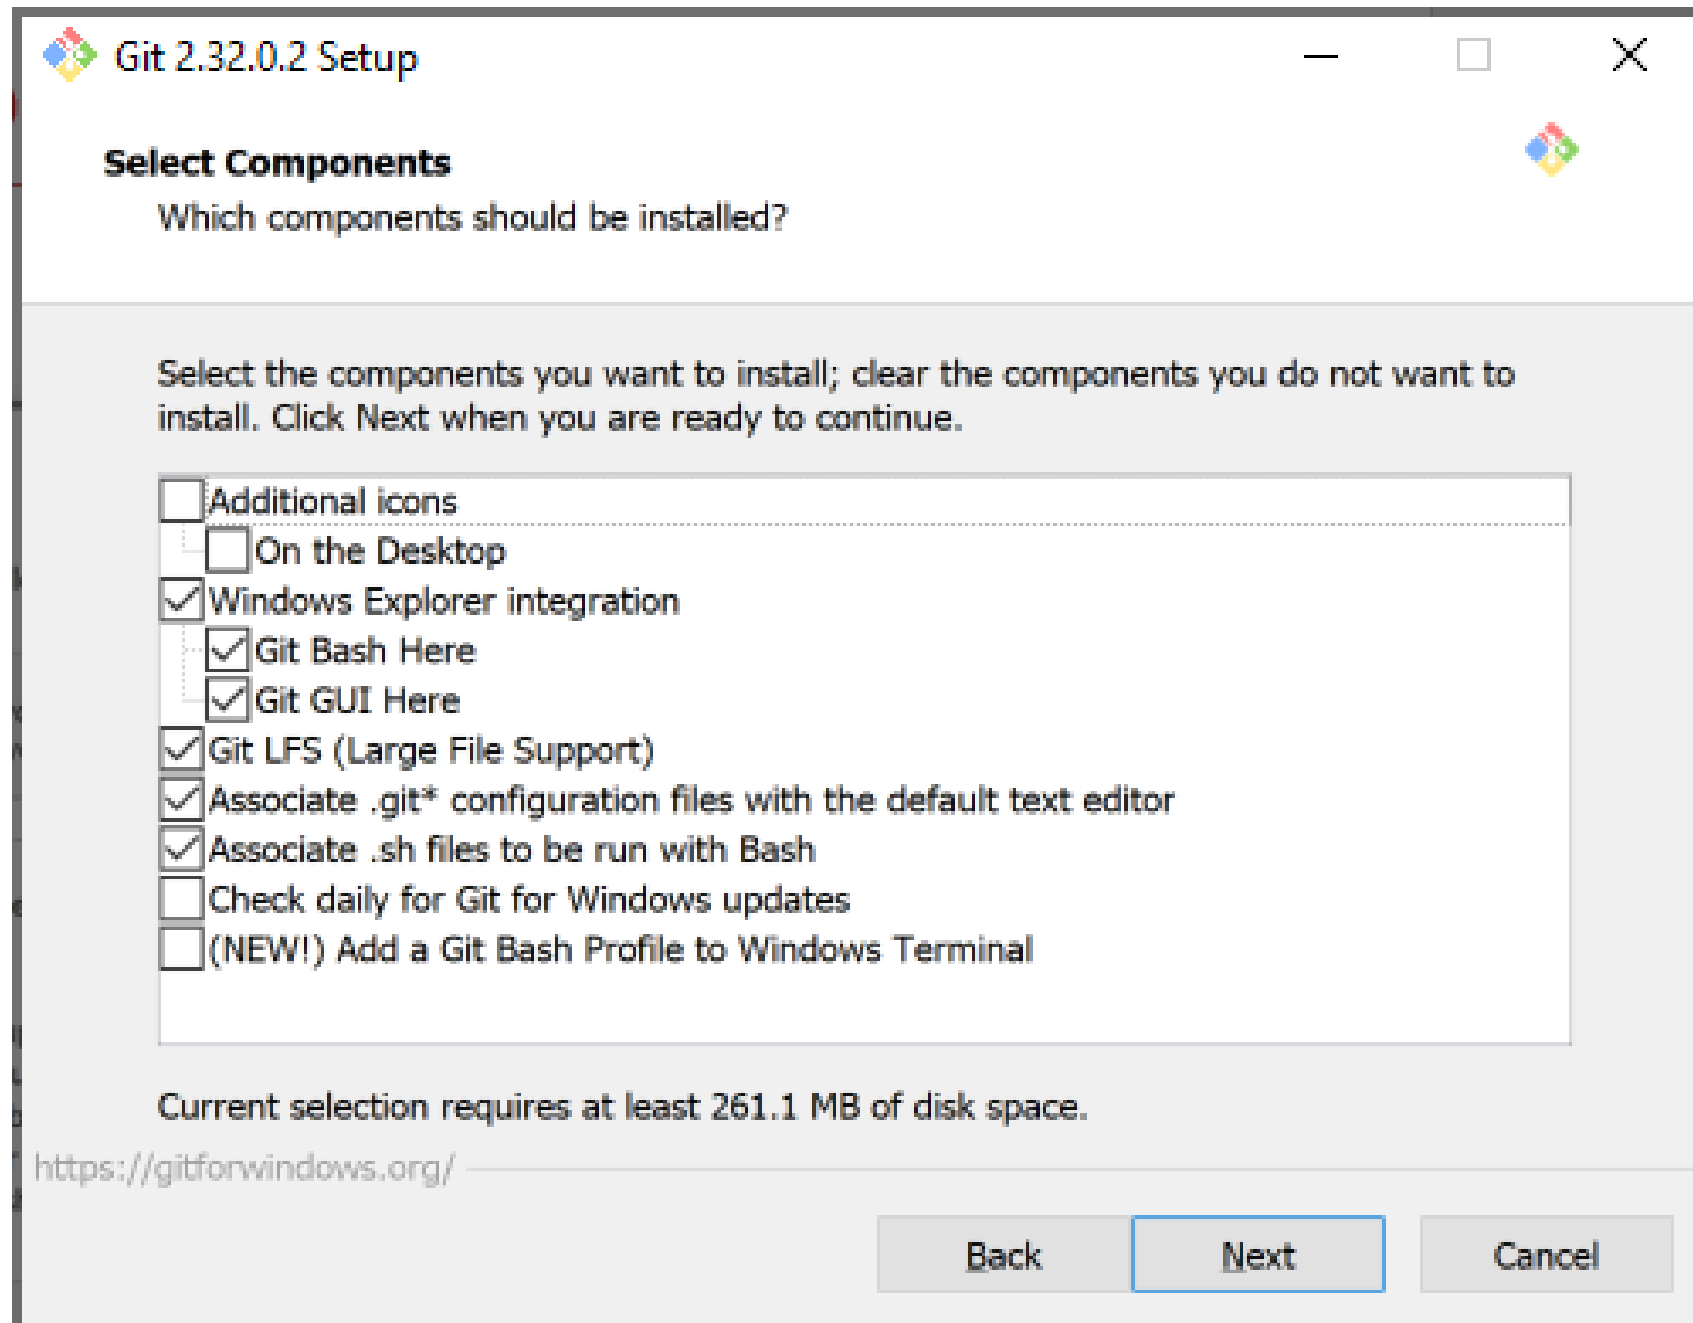 Git 2.32.0.2 Setup
Select Components
Which components should be installed?
Select the components you want to install; clear the components you do not want to
install. Click Next when you are ready to continue.
Additional icons
On the Desktop
Windows Explorer integration
Git Bash Here
Git GUI Here
Git LFS (Large File Support)
Associate .git* configuration files with the default text editor
Associate .sh files to be run with Bash
Check daily for Git for Windows updates
(NEW!) Add a Git Bash Profile to Windows Terminal
Current selection requires at least 261.1 MB of disk space.
https://gitforwindows.org/
Back Next Cancel